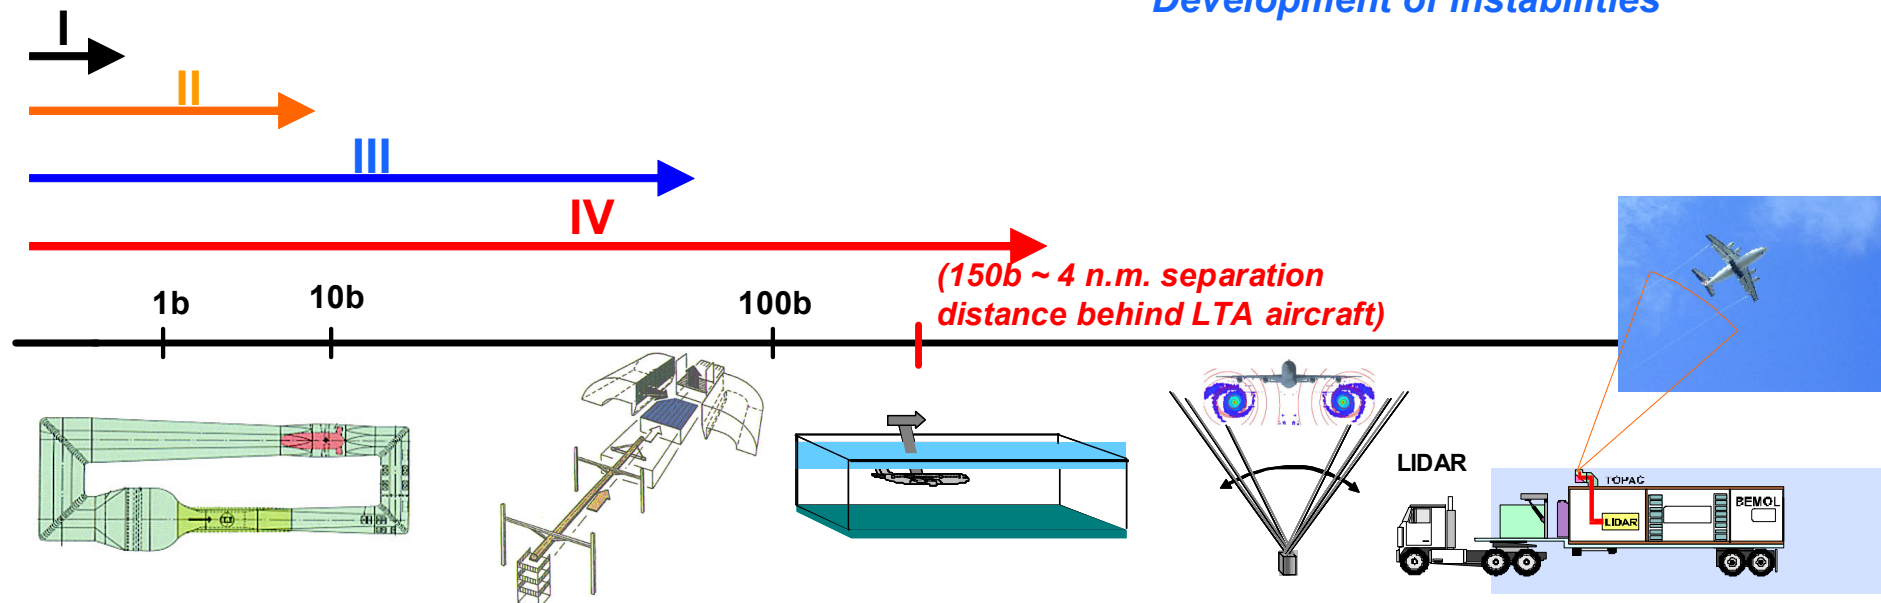 Development of Instabilities
I
II
III
IV
(150b ~ 4 n.m. separation
distance behind LTA aircraft)
1b
10b
100b
LIDAR
TOPAC
LIDAR
BEMOL